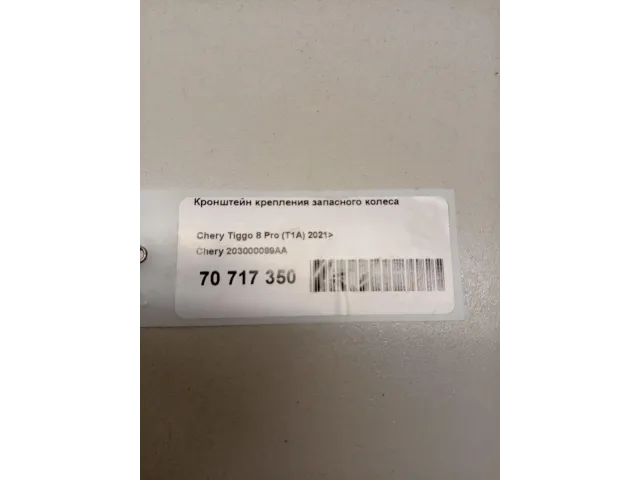 Кронштейн крепления запасного колеса
Chery Tiggo 8 Pro (T1A) 2021>
Chery 203000099AA
70 717 350